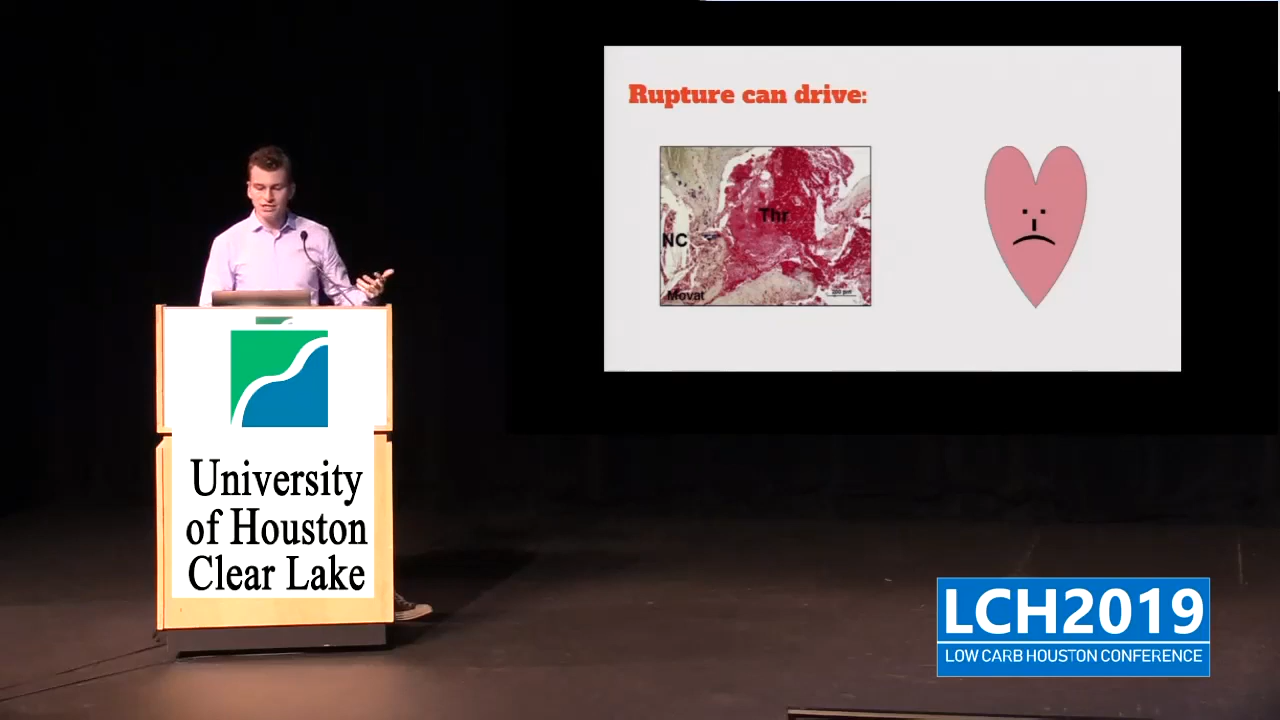 Rupture can drive:
Thr
NC
Movat
University
of Houston
Clear Lake
LCH2019
LOW CARB HOUSTON CONFERENCE